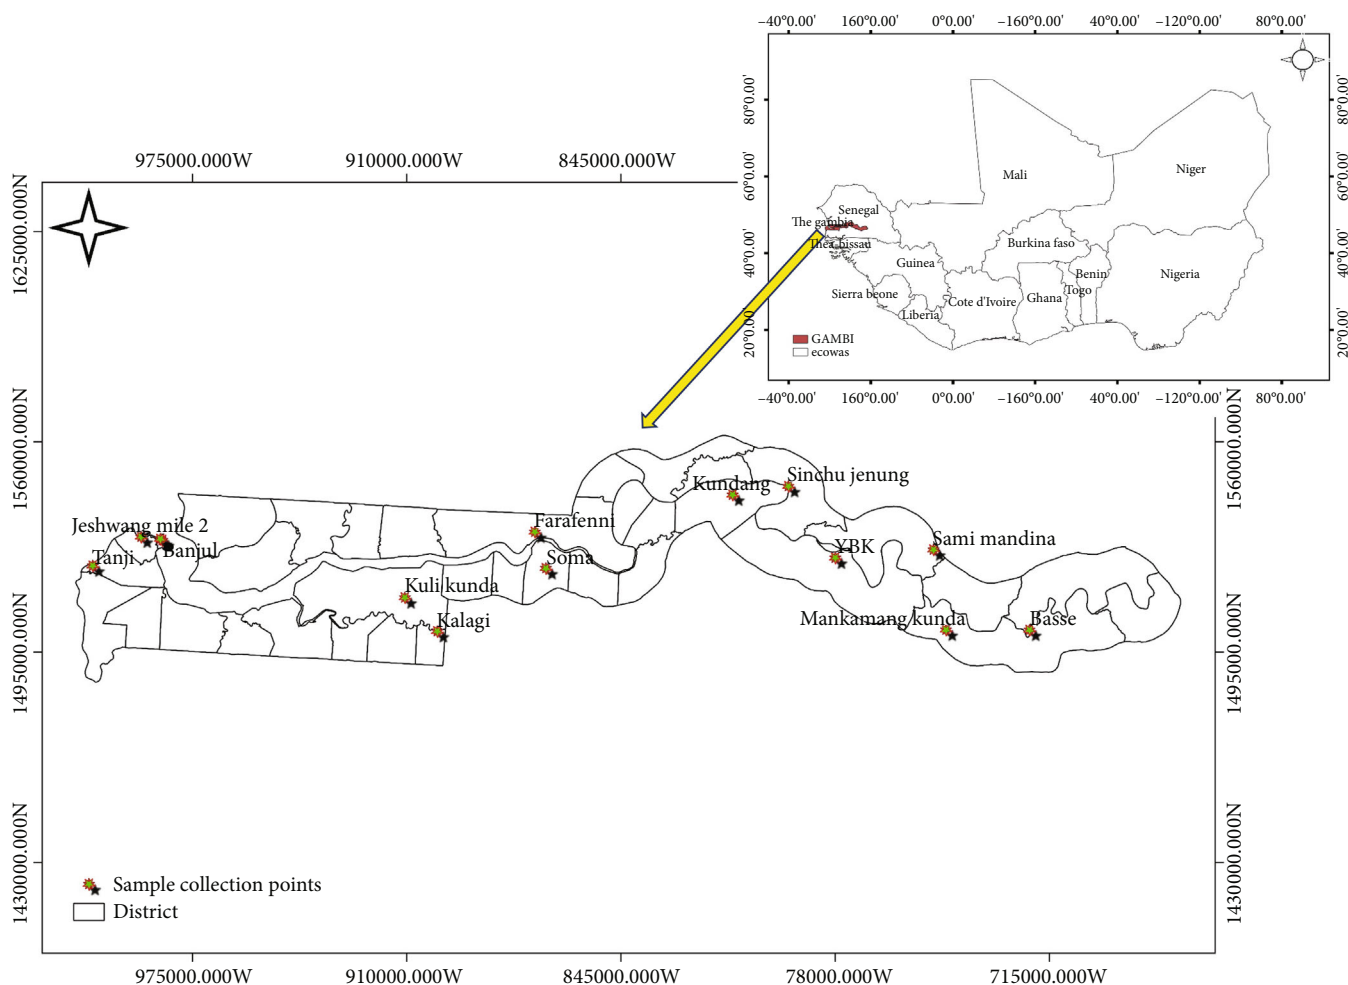 −40°0.00' 160°0.00' 0°0.00' −160°0.00' 40°0.00' −120°0.00' 80°0.00'
80°0.00'
60°0.00'
40°0.00'
20°0.00'
80°0.00'
60°0.00'
40°0.00'
20°0.00'
Mali
Niger
Senegal
The gambia
Burkina faso
Guinea
Benin
Nigeria
Togo
Sierra beone
Cote d'Ivoire
Ghana
Liberia
GAMBI
ecowas
−40°0.00' 160°0.00' 0°0.00' −160°0.00' 40°0.00' −120°0.00' 80°0.00'
975000.000W 910000.000W 845000.000W
1625000.000N
1560000.000N
1495000.000N
1430000.000N
1560000.000N
1495000.000N
1430000.000N
Sinchu jenung
Kundang
Jeshwang mile 2
Farafenni
Banjul
Tanji
Soma
YBK
Sami mandina
Kuli kunda
Kalagi
Mankamang kunda
Basse
Sample collection points
District
975000.000W 910000.000W 845000.000W 780000.000W 715000.000W